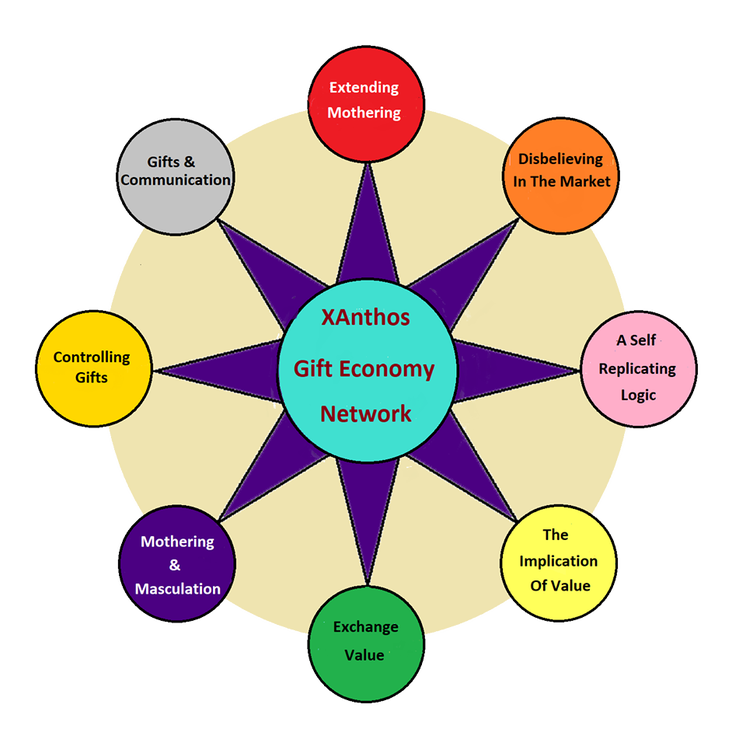 Extending
Mothering
Gifts &
Communication
Disbelieving
In The Market
XAnthos
Gift Economy
Network
Controlling
Gifts
A Self
Replicating
Logic
Mothering
&
Masculation
The
Implication
Of Value
Exchange
Value